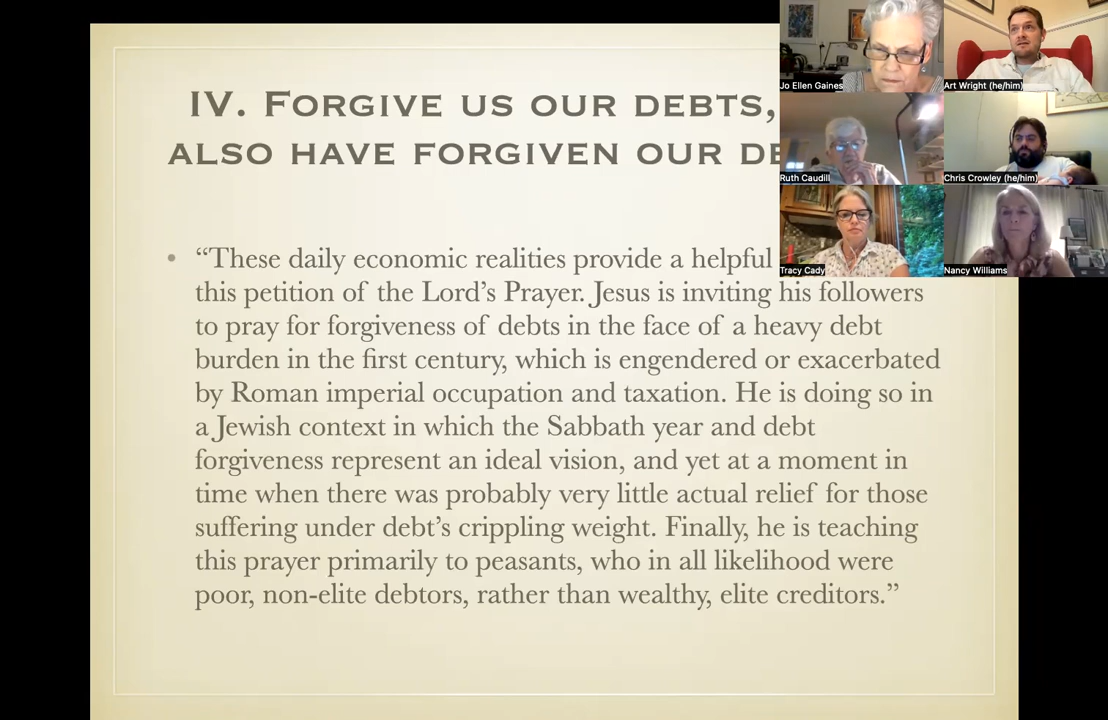 IV. FORGIVE US OUR DEBTS,
ALSO HAVE FORGIVEN OUR
• “These daily economic realities provide a helpful
this petition of the Lord’s Prayer. Jesus is inviting his followers
to pray for forgiveness of debts in the face of a heavy debt
burden in the first century, which is engendered or exacerbated
by Roman imperial occupation and taxation. He is doing so in
a Jewish context in which the Sabbath year and debt
forgiveness represent an ideal vision, and yet at a moment in
time when there was probably very little actual relief for those
suffering under debt’s crippling weight. Finally, he is teaching
this prayer primarily to peasants, who in all likelihood were
poor, non-elite debtors, rather than wealthy, elite creditors.”
Jo Ellen Gaines
Art Wright (he/him)
Ruth Caudill
Chris Crowley (he/him)
Tracy Cady
Nancy Williams